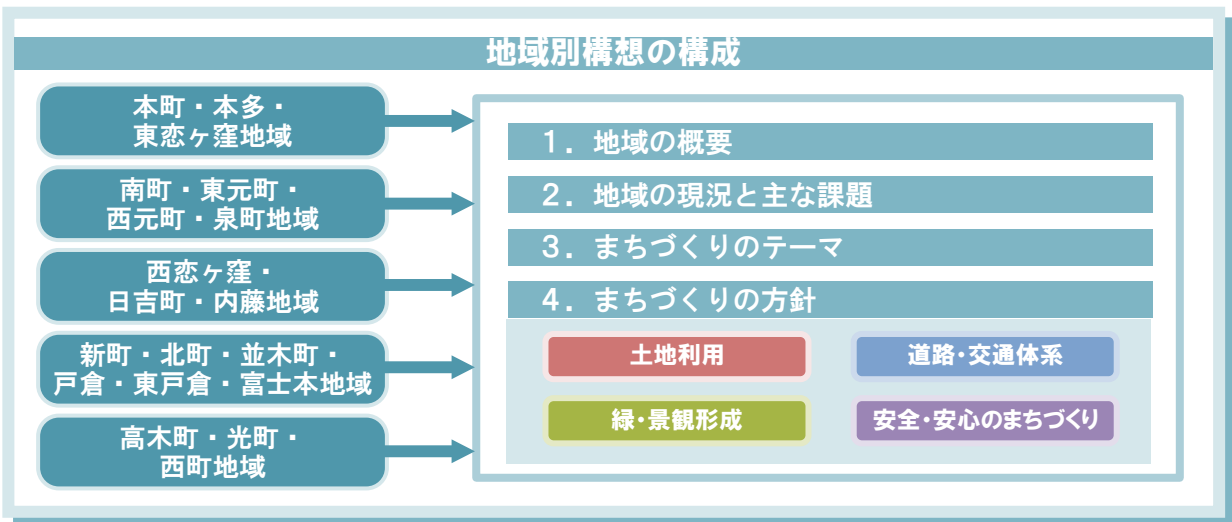 地域別構想の構成
本町・本多・
東恋ヶ窪地域
南町・東元町・
西元町・泉町地域
西恋ヶ窪・
日吉町・内藤地域
新町・北町・並木町・
戸倉・東戸倉・富士本地域
高木町・光町・
西町地域
１．地域の概要
２．地域の現況と主な課題
３．まちづくりのテーマ
４．まちづくりの方針
土地利用
道路・交通体系
緑・景観形成
安全・安心のまちづくり